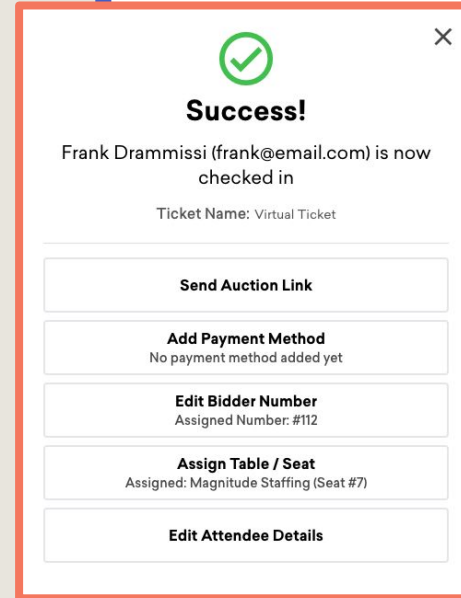 Success!
Frank Drammissi (frank@email.com) is now
checked in
Ticket Name: Virtual Ticket
Send Auction Link
Add Payment Method
No payment method added yet
Edit Bidder Number
Assigned Number: #112
Assign Table / Seat
Assigned: Magnitude Staffing (Seat #7)
Edit Attendee Details